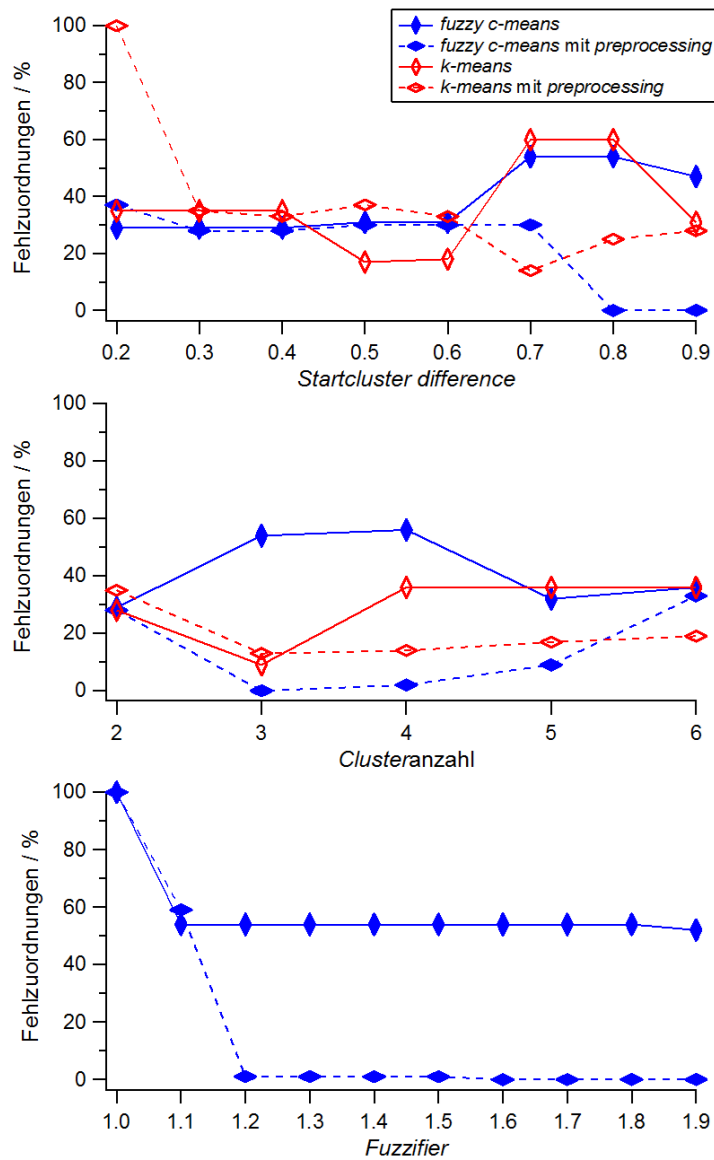 fuzzy c-means
fuzzy c-means mit preprocessing
k-means
k-means mit preprocessing
Fehlzuordnungen / %
100
80
60
40
20
0
0.2 0.3 0.4 0.5 0.6 0.7 0.8 0.9
Startcluster difference
Fehlzuordnungen / %
100
80
60
40
20
0
2 3 4 5 6
Clusteranzahl
Fehlzuordnungen / %
100
80
60
40
20
0
1.0 1.1 1.2 1.3 1.4 1.5 1.6 1.7 1.8 1.9
Fuzzifier